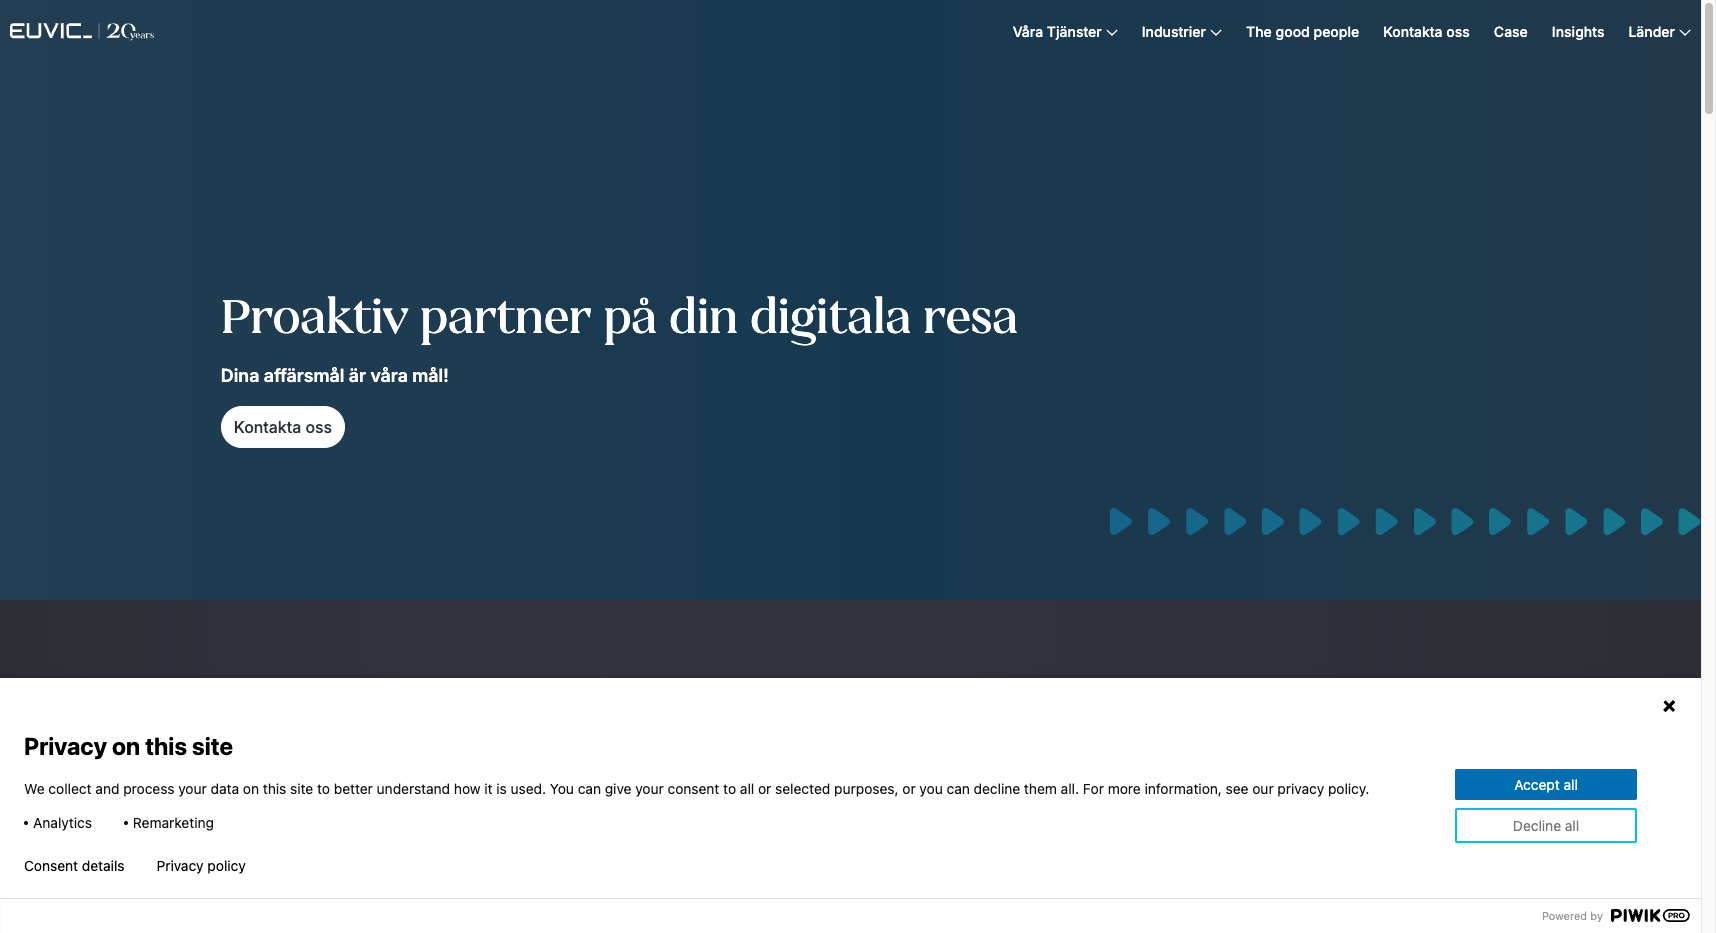 EUVIC_ | 20years
Våra Tjänster
Industrier
The good people
Kontakta oss
Case
Insights
Länder
Proaktiv partner på din digitala resa
Dina affärsmål är våra mål!
Kontakta oss
Privacy on this site
We collect and process your data on this site to better understand how it is used. You can give your consent to all or selected purposes, or you can decline them all. For more information, see our privacy policy.
• Analytics
• Remarketing
Consent details
Privacy policy
Accept all
Decline all
Powered by PIWIK PRO